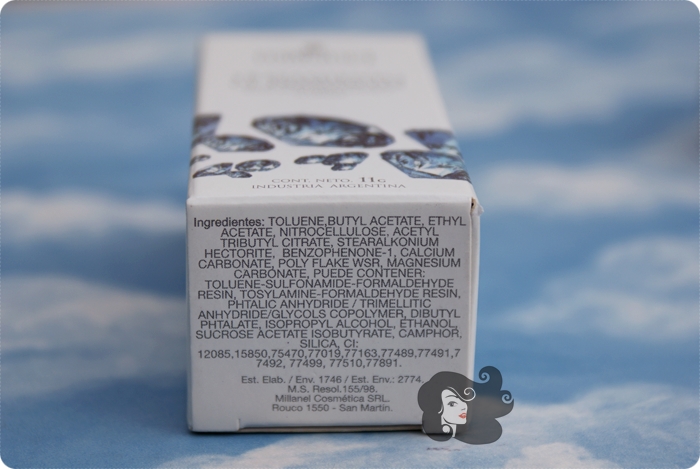 CONT. NETO. 11G
INDUSTRIA ARGENTINA
Ingredientes: TOLUENE,BUTYL ACETATE, ETHYL
ACETATE, NITROCELLULOSE, ACETYL
TRIBUTYL CITRATE, STEARALKONIUM
HECTORITE, BENZOPHENONE-1, CALCIUM
CARBONATE, POLY FLAKE WSR, MAGNESIUM
CARBONATE, PUEDE CONTENER:
TOLUENE-SULFONAMIDE-FORMALDEHYDE
RESIN, TOSYLAMINE-FORMALDEHYDE RESIN,
PHTALIC ANHYDRIDE / TRIMELLITIC
ANHYDRIDE/GLYCOLS COPOLYMER, DIBUTYL
PHTALATE, ISOPROPYL ALCOHOL, ETHANOL,
SUCROSE ACETATE ISOBUTYRATE, CAMPHOR,
SILICA, CI:
12085,15850,75470,77019,77163,77489,77491,7
7492, 77499, 77510,77891.
Est. Elab. / Env. 1746 / Est. Env.: 2774.
M.S. Resol.155/98.
Millanel Cosmética SRL.
Rouco 1550 - San Martín.